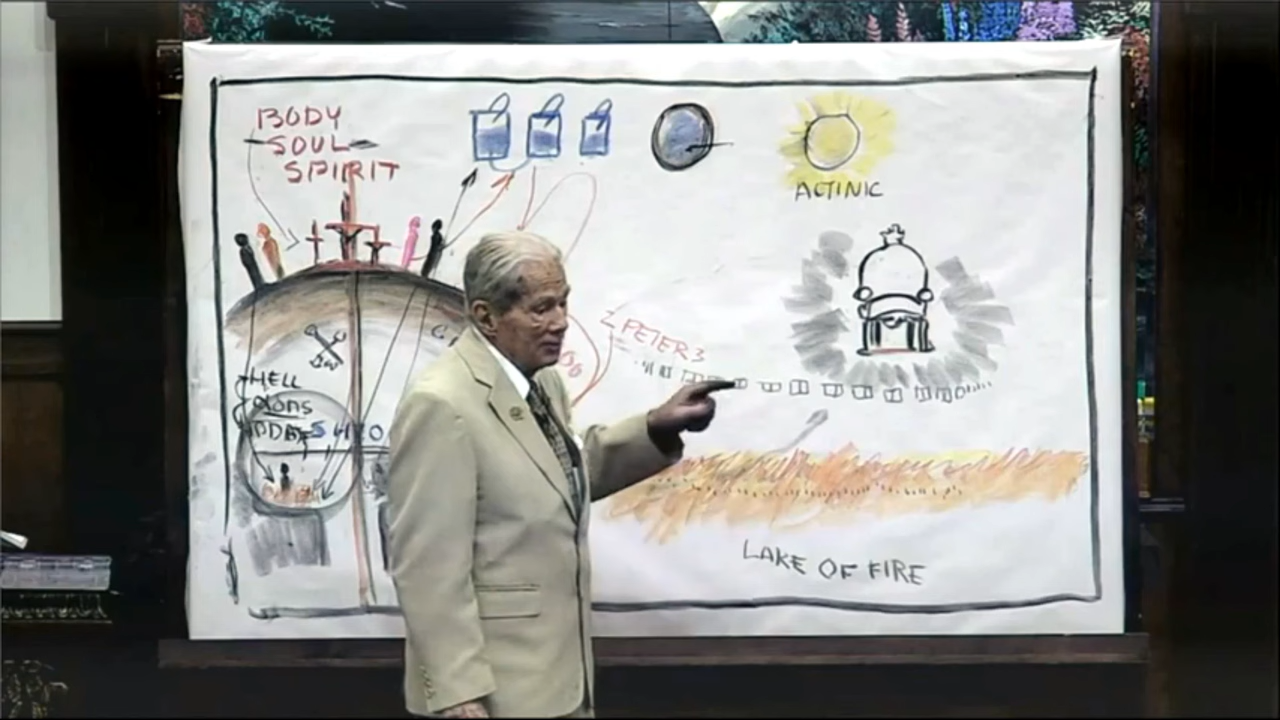 BODY
SOUL
SPIRIT
ACTINIC
2 PETER 3
HELL
LAKE OF FIRE